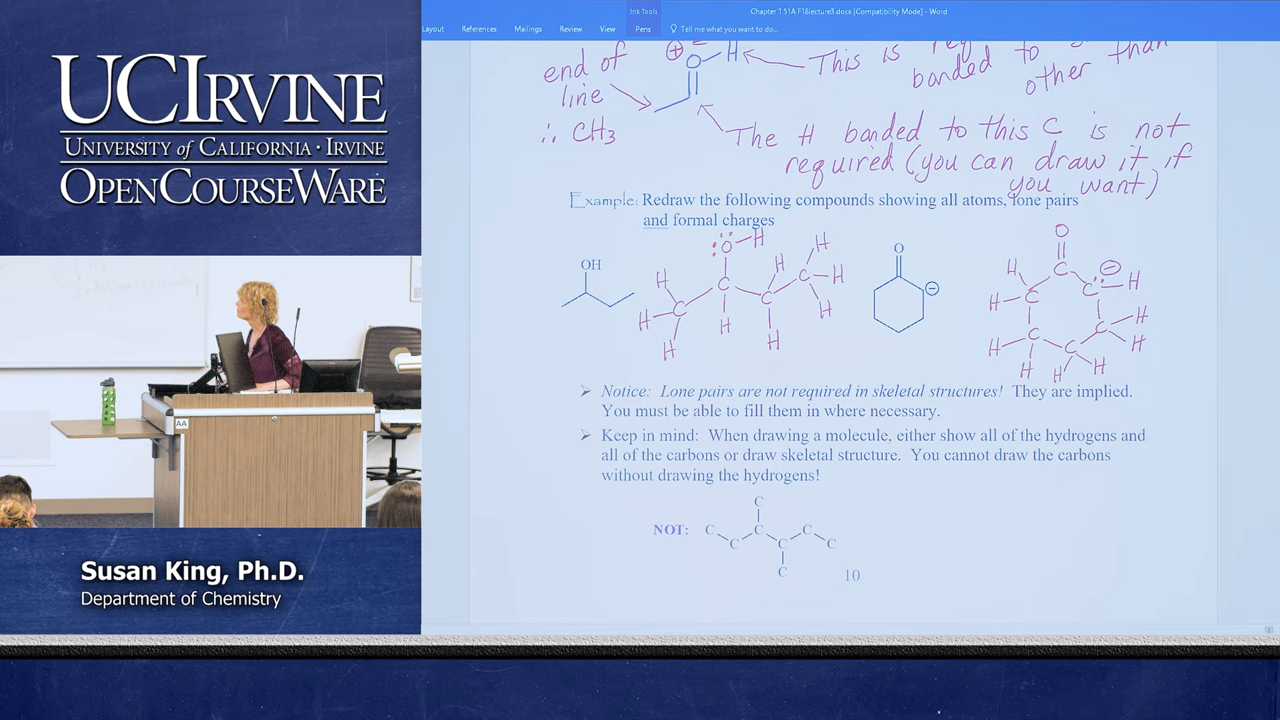 UCIRVINE
UNIVERSITY of CALIFORNIA · IRVINE
OPENCOURSEWARE
AA
Susan King, Ph.D.
Department of Chemistry
Ink Tools
Chapter 1 51A F18lecture3.docx [Compatibility Mode] - Word
Layout References Mailings Review View Pens Tell me what you want to do...
end of
line
∴ CH3
⊕
O H
This is
bonded to
other than
The H bonded to this C is not
required (you can draw it if
you want)
Example: Redraw the following compounds showing all atoms, lone pairs
and formal charges
OH
O H
H H H
C C C C H
H H H H H
O
⊖
O
H C C ⊖ H
H C C H
H C C H
H H H
➢ Notice: Lone pairs are not required in skeletal structures! They are implied.
You must be able to fill them in where necessary.
➢ Keep in mind: When drawing a molecule, either show all of the hydrogens and
all of the carbons or draw skeletal structure. You cannot draw the carbons
without drawing the hydrogens!
C
NOT: C C C
C C C
C
10